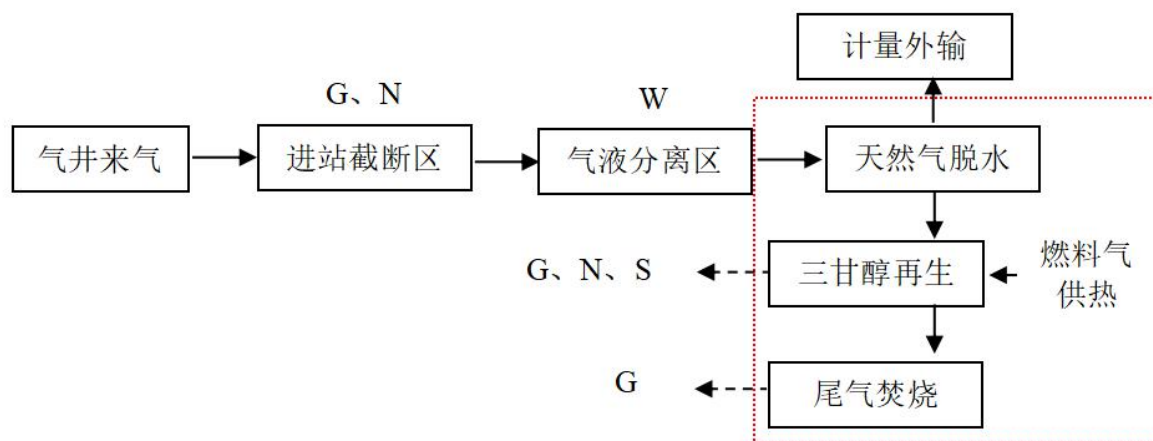 计量外输
G、N
W
气井来气
进站截断区
气液分离区
天然气脱水
G、N、S
三甘醇再生
燃料气
供热
G
尾气焚烧